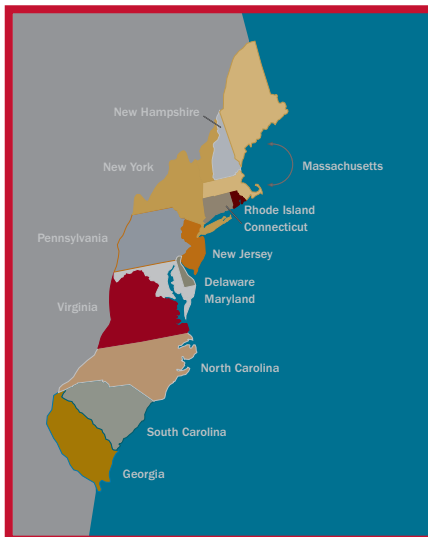 New Hampshire
New York
Massachusetts
Rhode Island
Connecticut
Pennsylvania
New Jersey
Delaware
Maryland
Virginia
North Carolina
South Carolina
Georgia